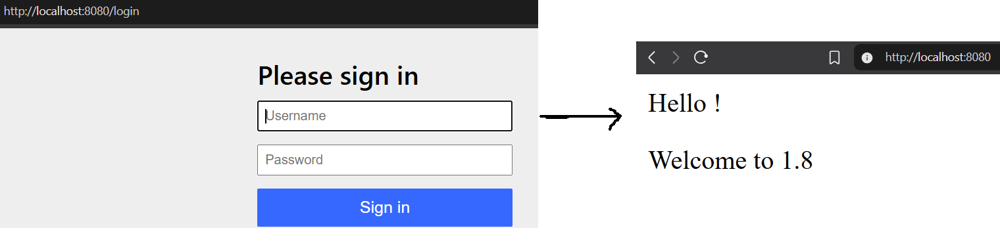 http://localhost:8080/login
Please sign in
Username
Password
Sign in
http://localhost:8080
Hello !
Welcome to 1.8